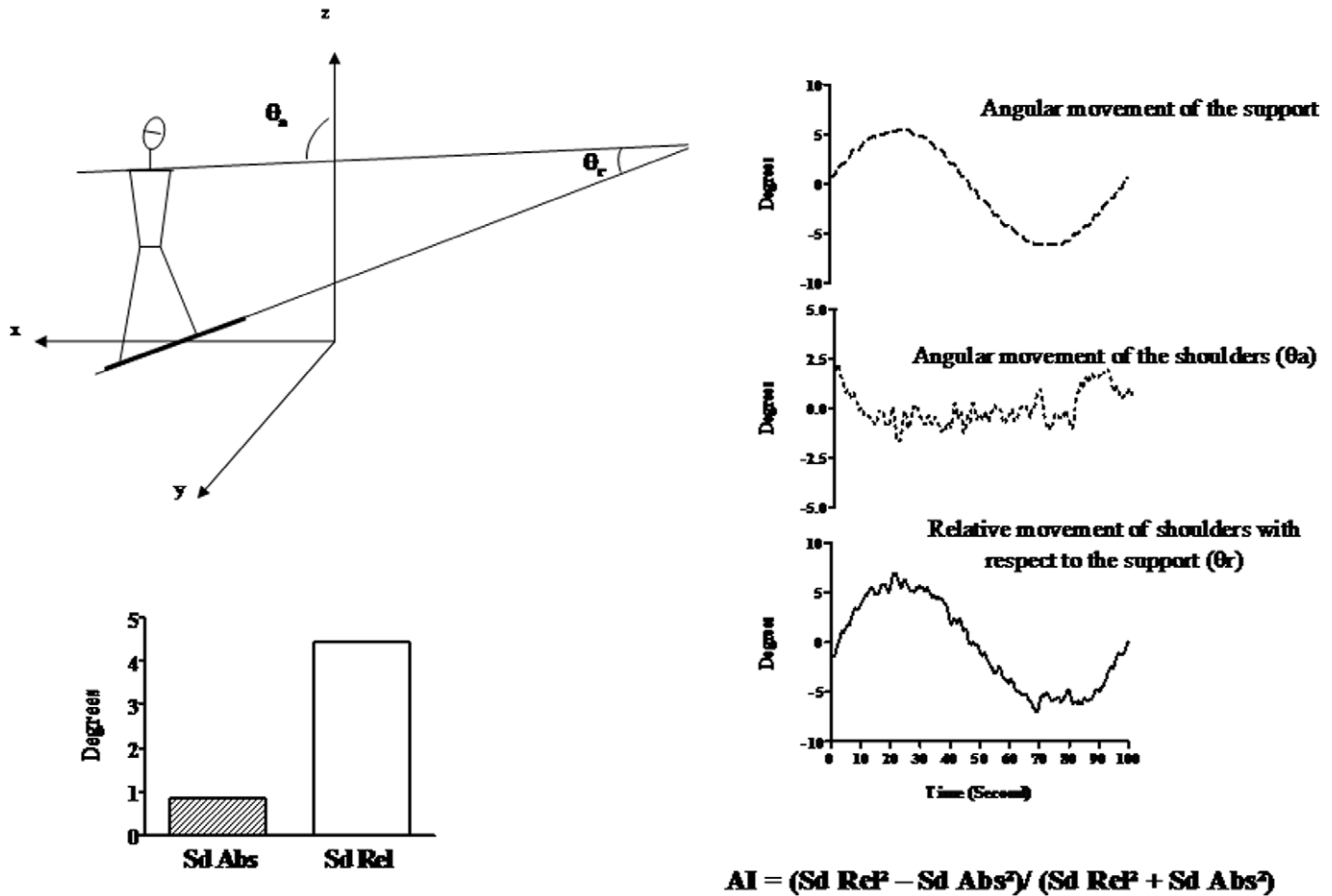 z
θa
θr
x
y
10
Angular movement of the support
5
Degrees
0
-5
-10
5.0
2.5
Angular movement of the shoulders (θa)
Degrees
0.0
-2.5
-5.0
Relative movement of shoulders with
respect to the support (θr)
10
5
Degrees
0
-5
-10
0 10 20 30 40 50 60 70 80 90 100
Time (Second)
5
4
Degrees
3
2
1
0
Sd Abs Sd Rel
AI = (Sd Rel² – Sd Abs²)/ (Sd Rel² + Sd Abs²)